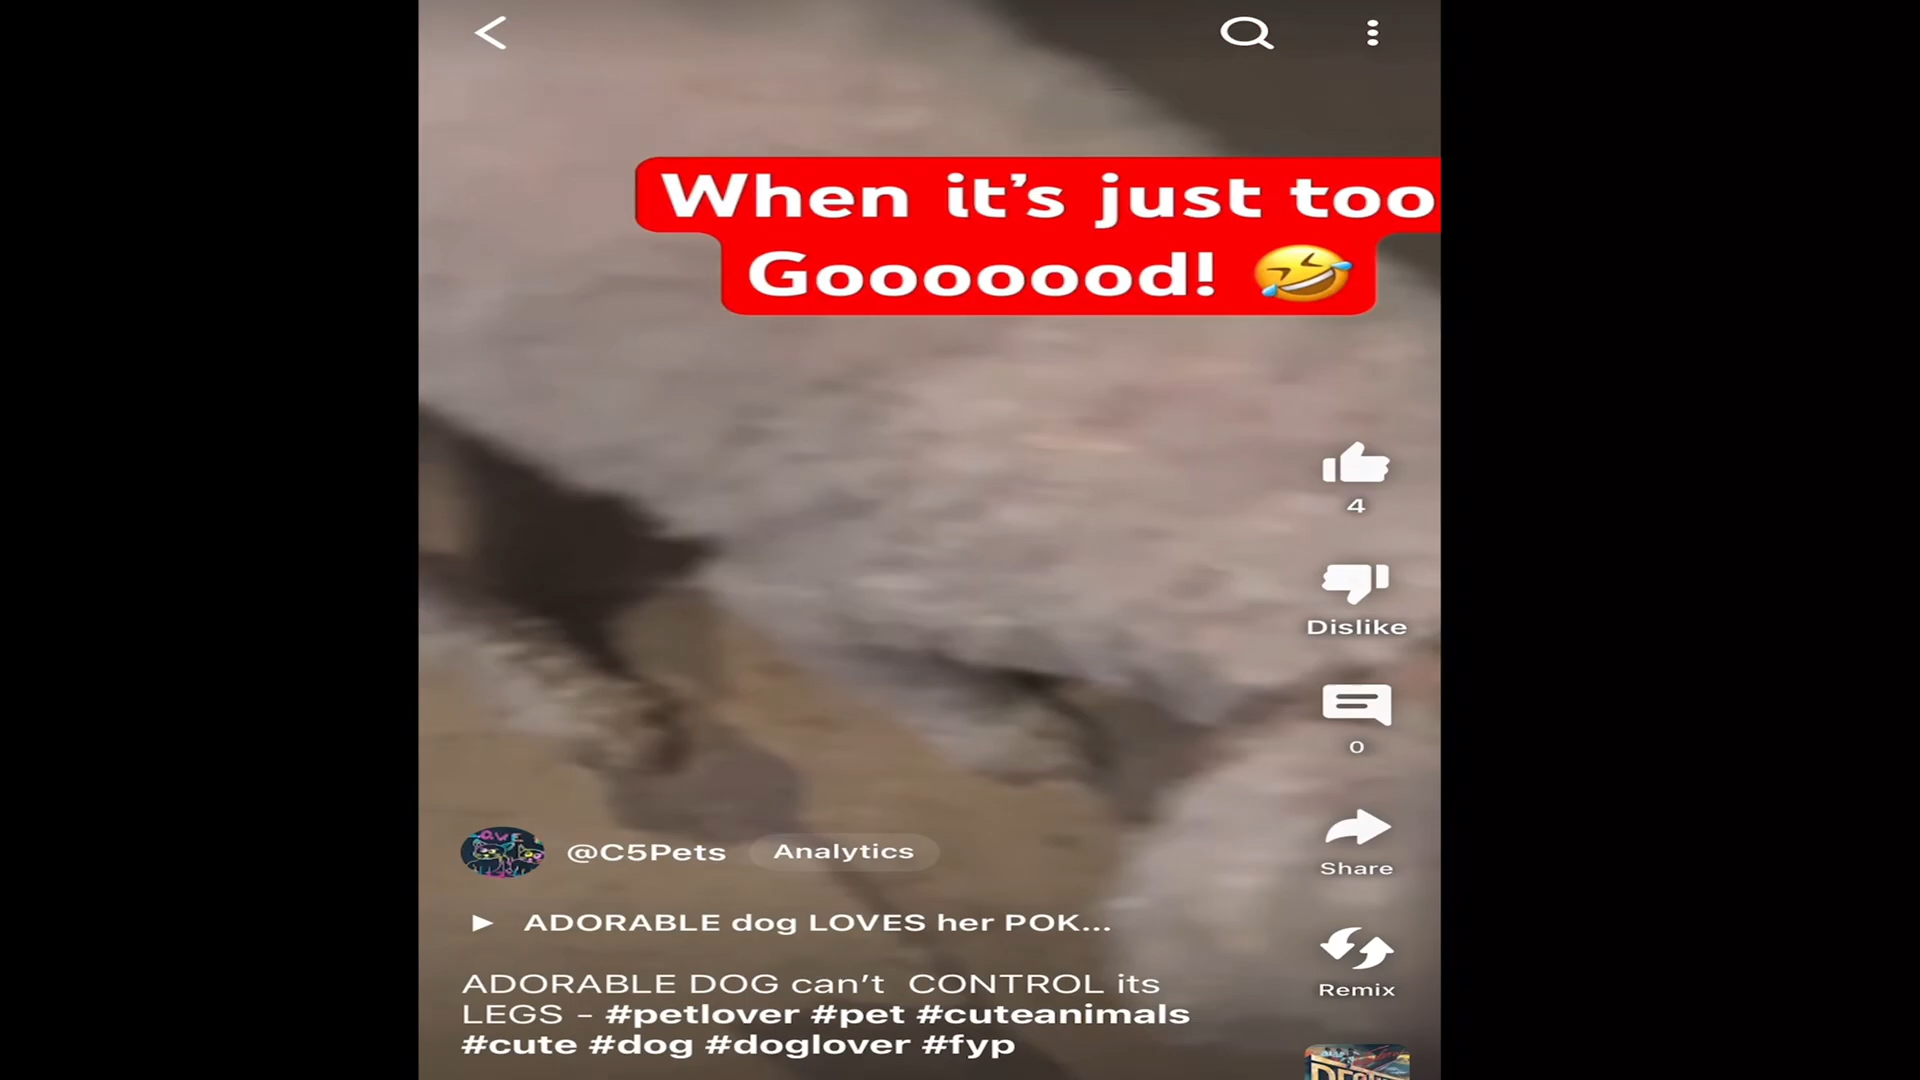 When it's just too
Gooooood! 🤣
4
Dislike
0
@C5Pets Analytics
Share
ADORABLE dog LOVES her POK...
ADORABLE DOG can't CONTROL its
LEGS - #petlover #pet #cuteanimals
#cute #dog #doglover #fyp
Remix